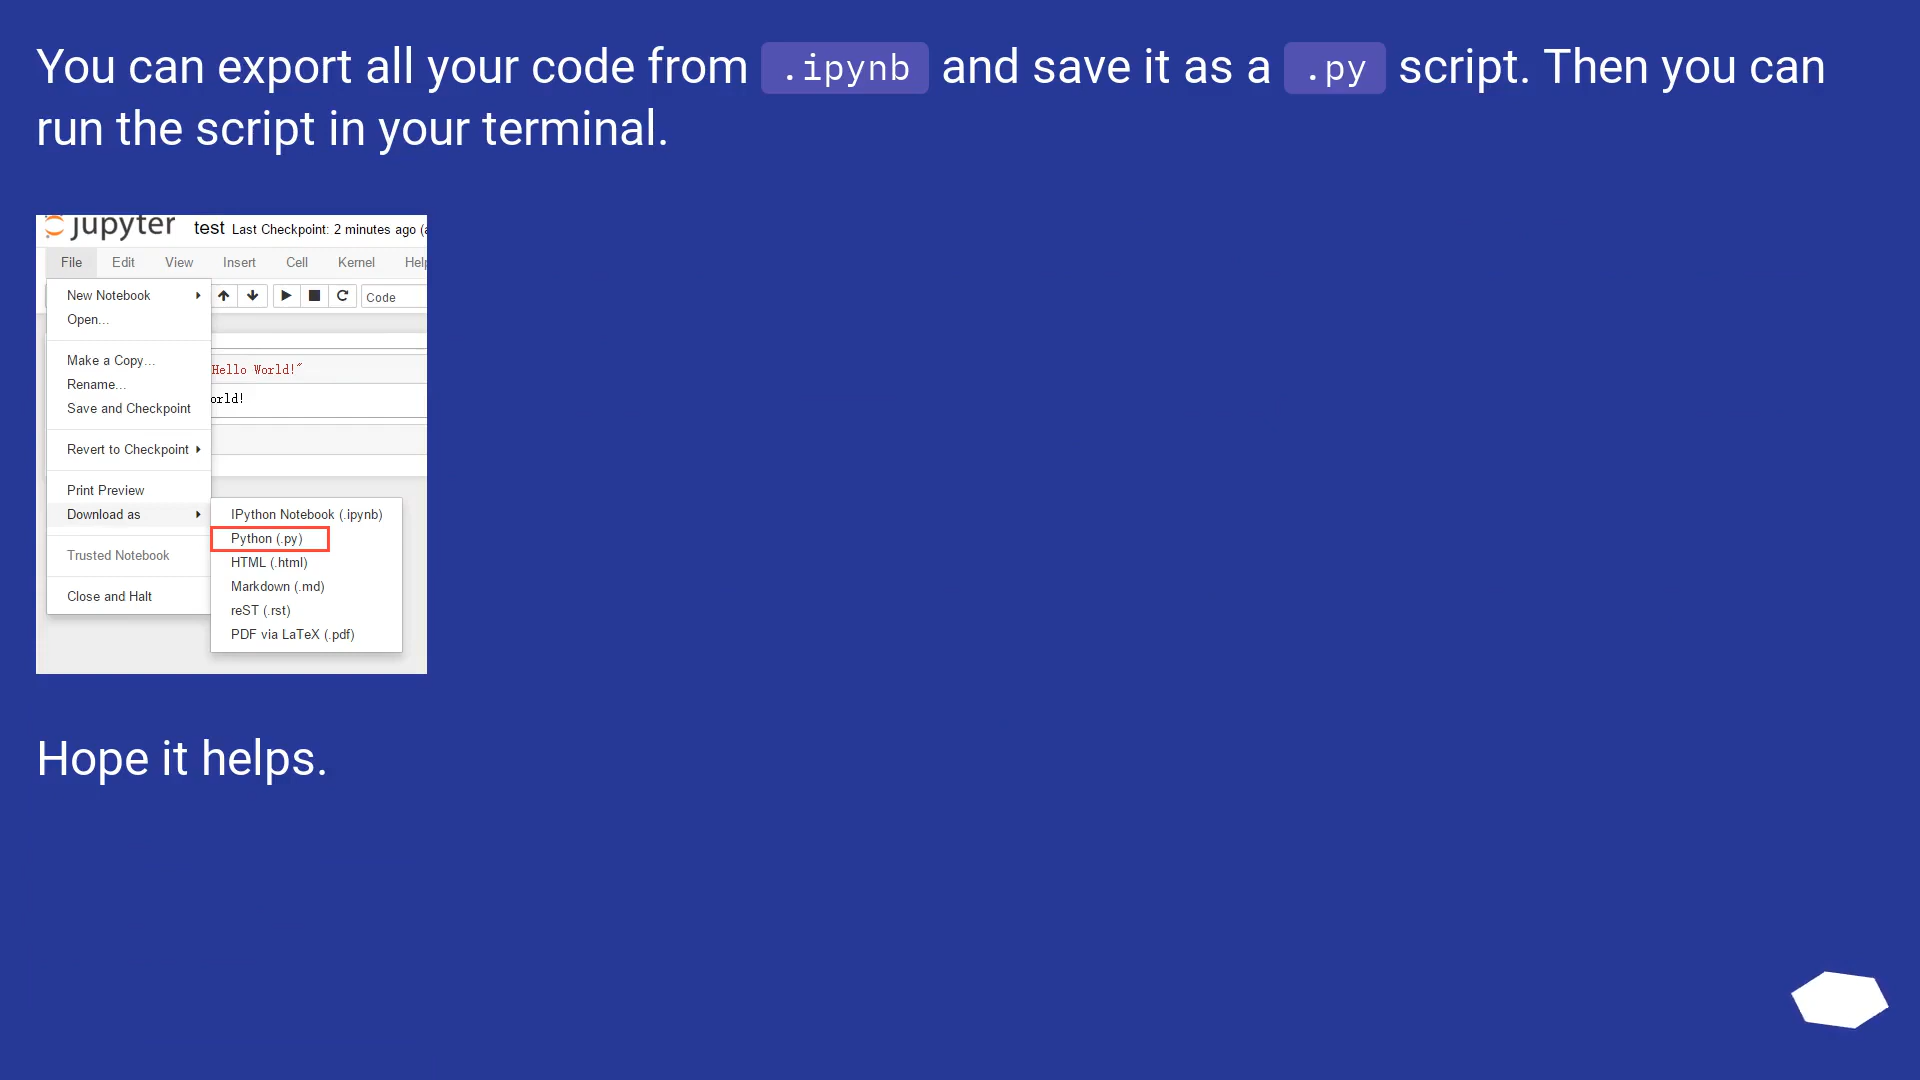 You can export all your code from .ipynb and save it as a .py script. Then you can
run the script in your terminal.
jupyter test Last Checkpoint: 2 minutes ago (a
File Edit View Insert Cell Kernel Help
New Notebook
Code
Open...
Make a Copy...
Hello World!"
Rename...
orld!
Save and Checkpoint
Revert to Checkpoint
Print Preview
Download as
IPython Notebook (.ipynb)
Python (.py)
Trusted Notebook
HTML (.html)
Markdown (.md)
Close and Halt
reST (.rst)
PDF via LaTeX (.pdf)
Hope it helps.